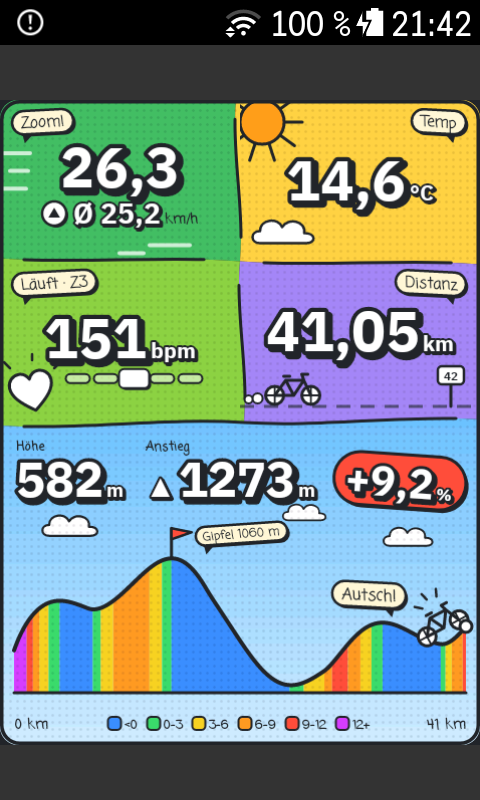 100 % 21:42
Zoom!
26,3
Ø 25,2 km/h
Temp
14,6 °C
Läuft · Z3
151 bpm
Distanz
41,05 km
42
Höhe
582 m
Anstieg
1273 m
+9,2 %
Gipfel 1060 m
Autsch!
0 km
<0 0-3 3-6 6-9 9-12 12+
41 km